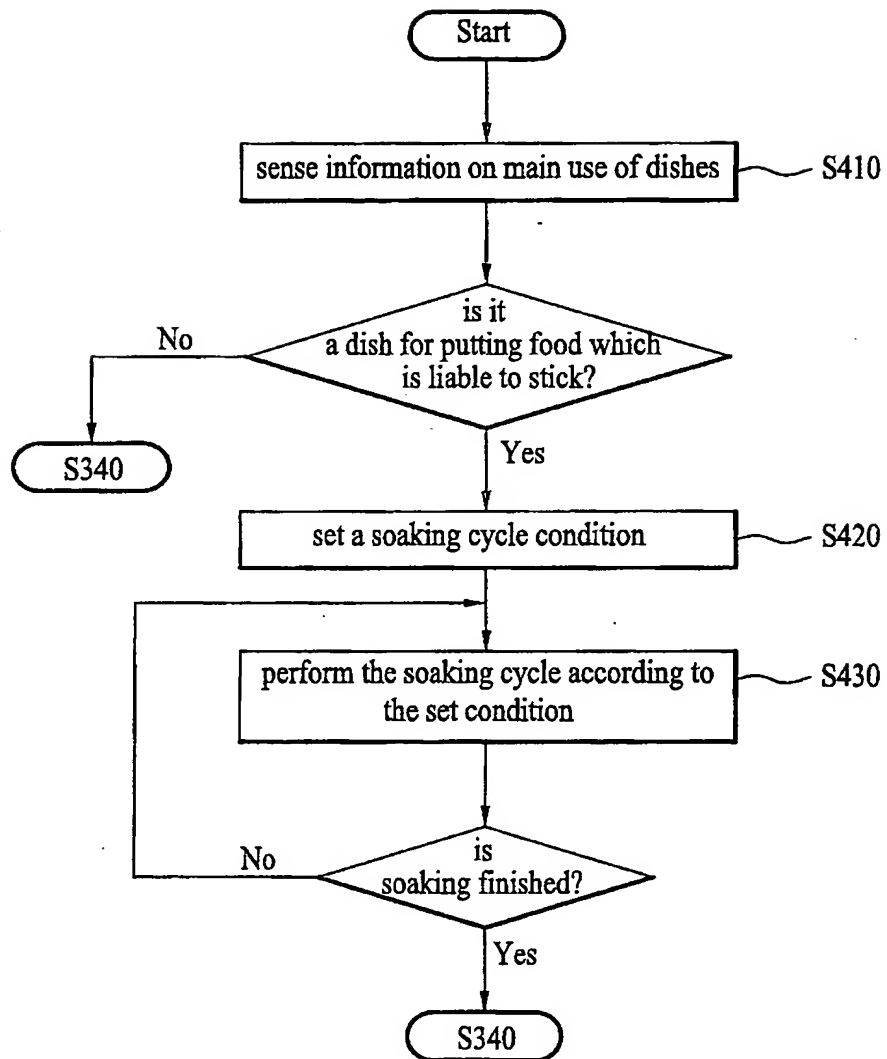 Start
sense information on main use of dishes
S410
is it
a dish for putting food which
is liable to stick?
No
S340
Yes
set a soaking cycle condition
S420
perform the soaking cycle according to
the set condition
S430
is
soaking finished?
No
Yes
S340